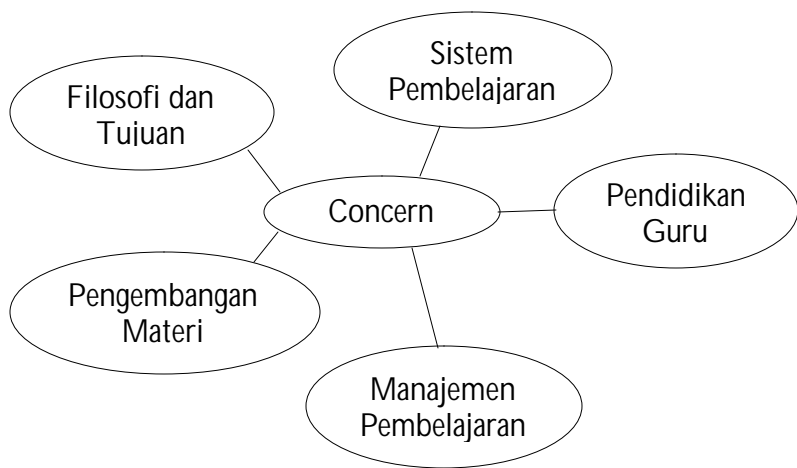 Sistem
Pembelajaran
Filosofi dan
Tujuan
Concern
Pendidikan
Guru
Pengembangan
Materi
Manajemen
Pembelajaran